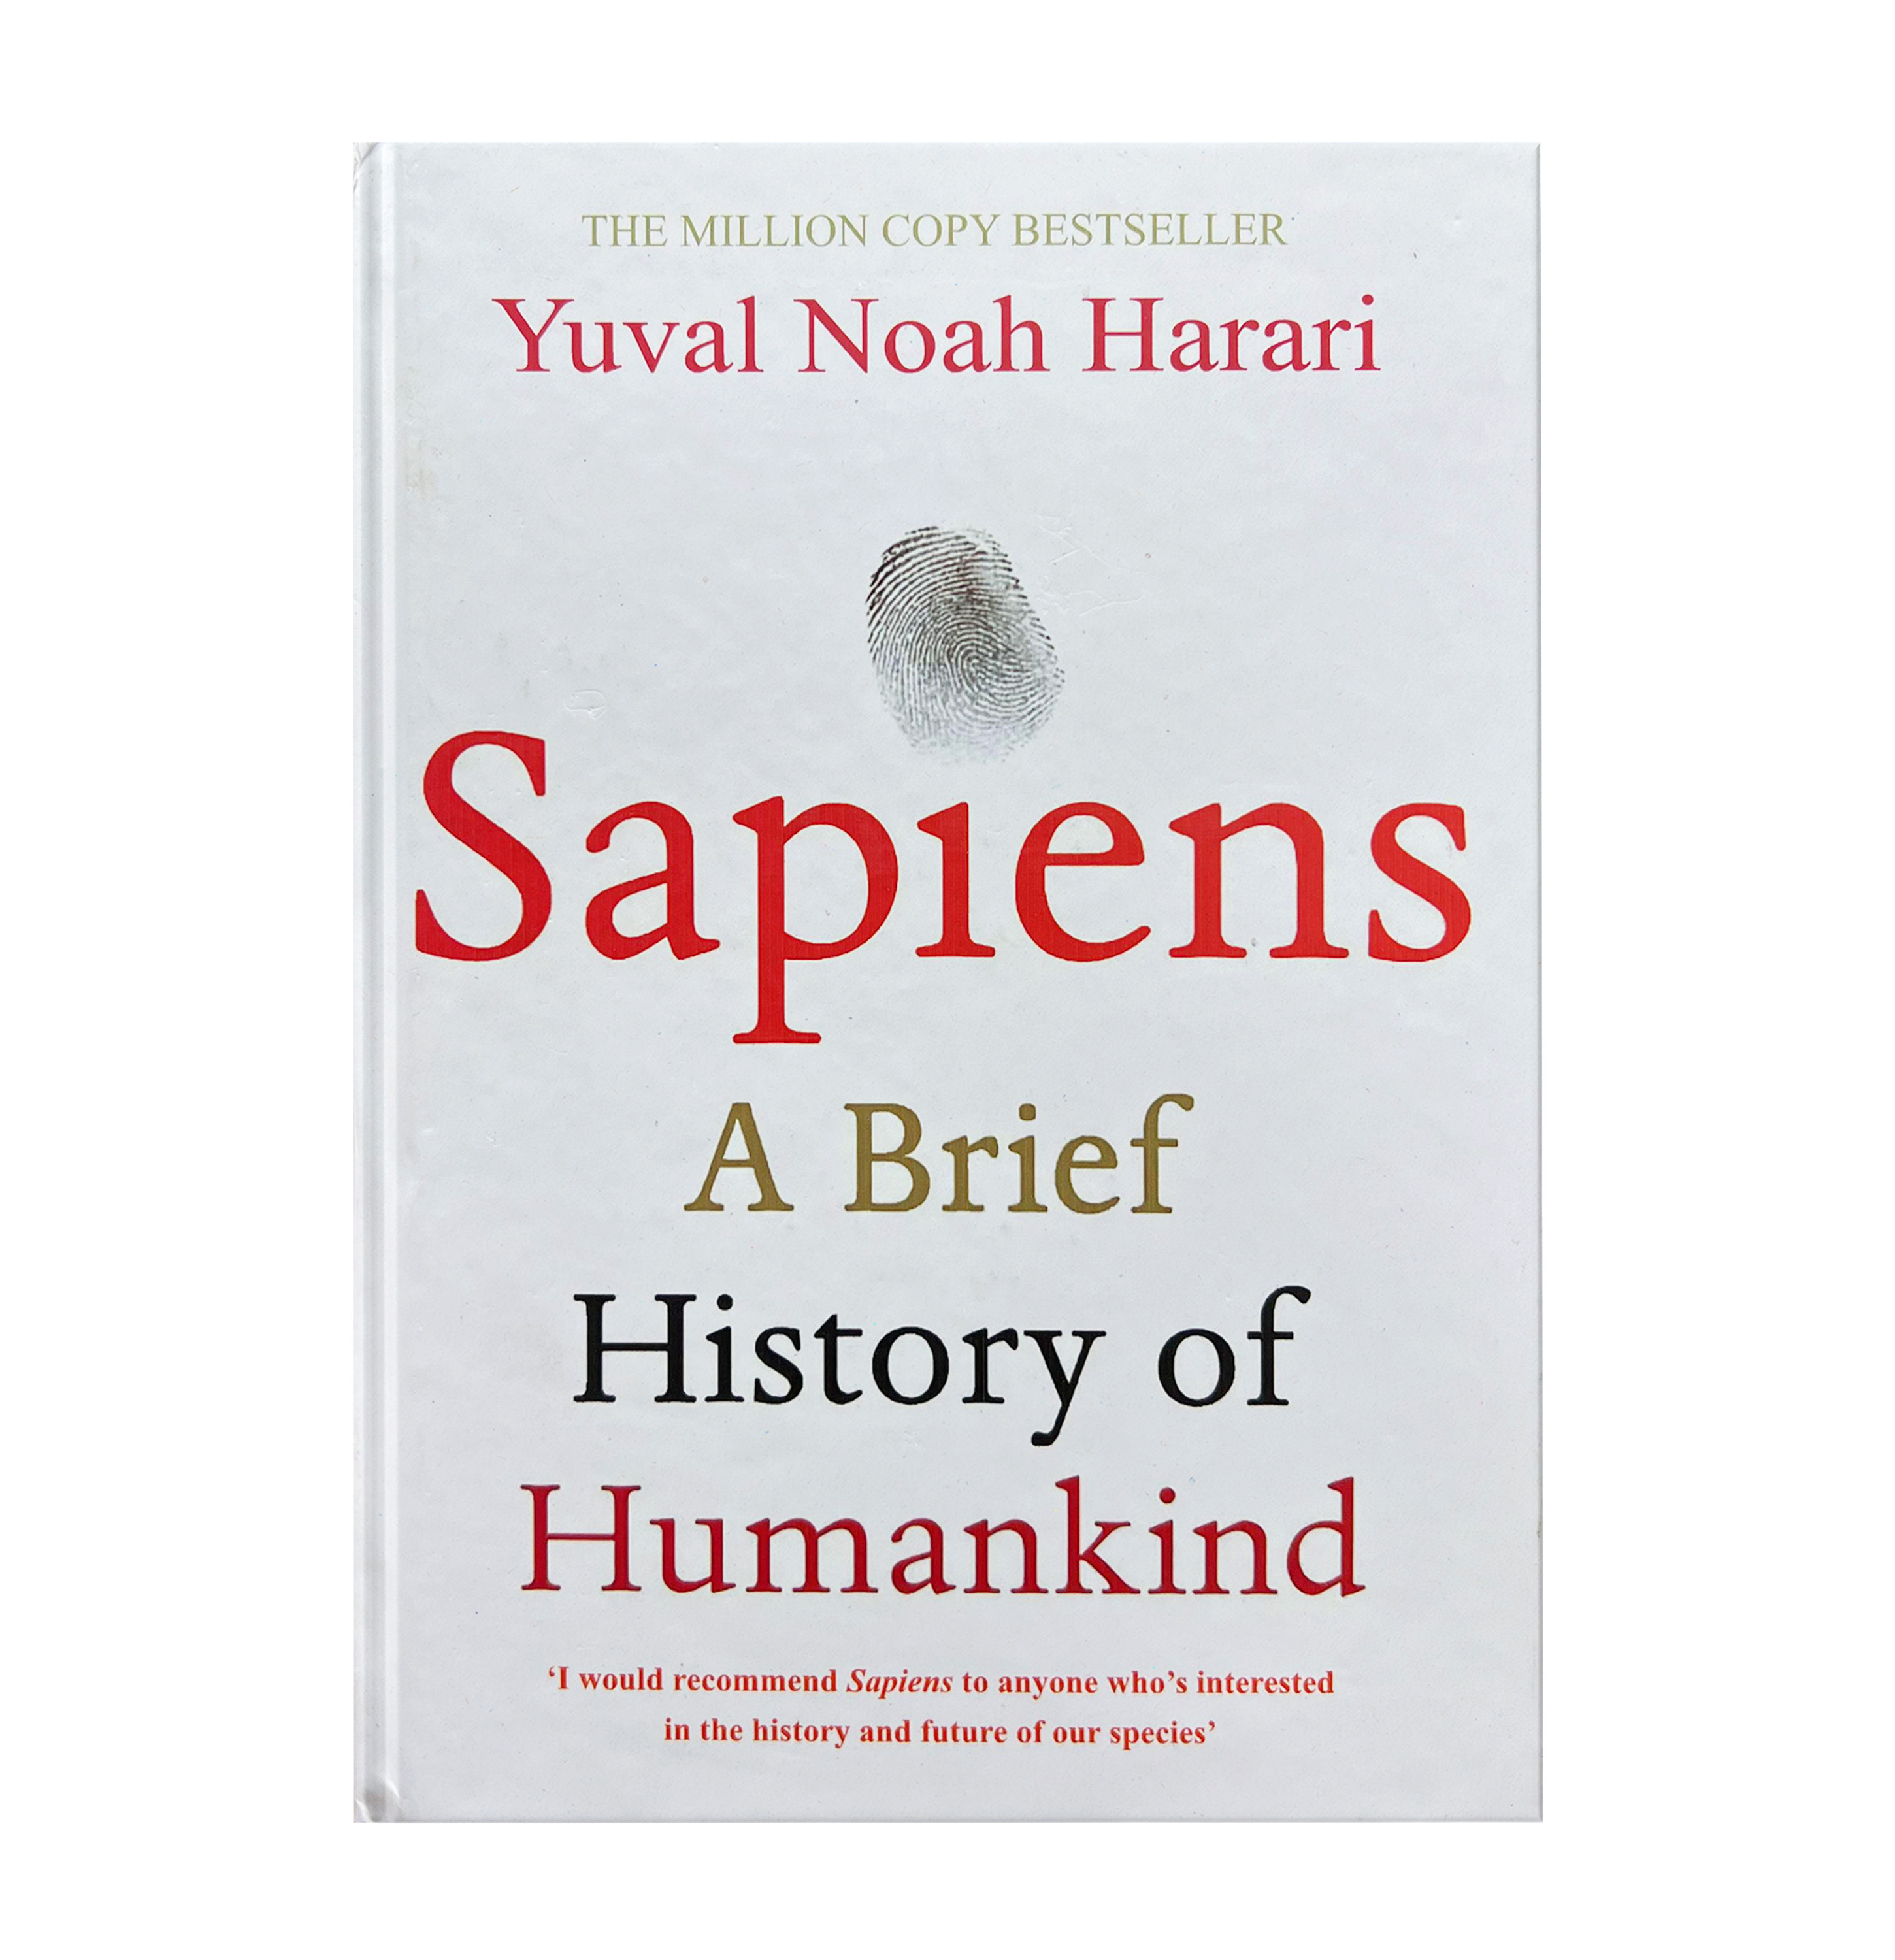 THE MILLION COPY BESTSELLER
Yuval Noah Harari
Sapiens
A Brief
History of
Humankind
‘I would recommend Sapiens to anyone who’s interested
in the history and future of our species’